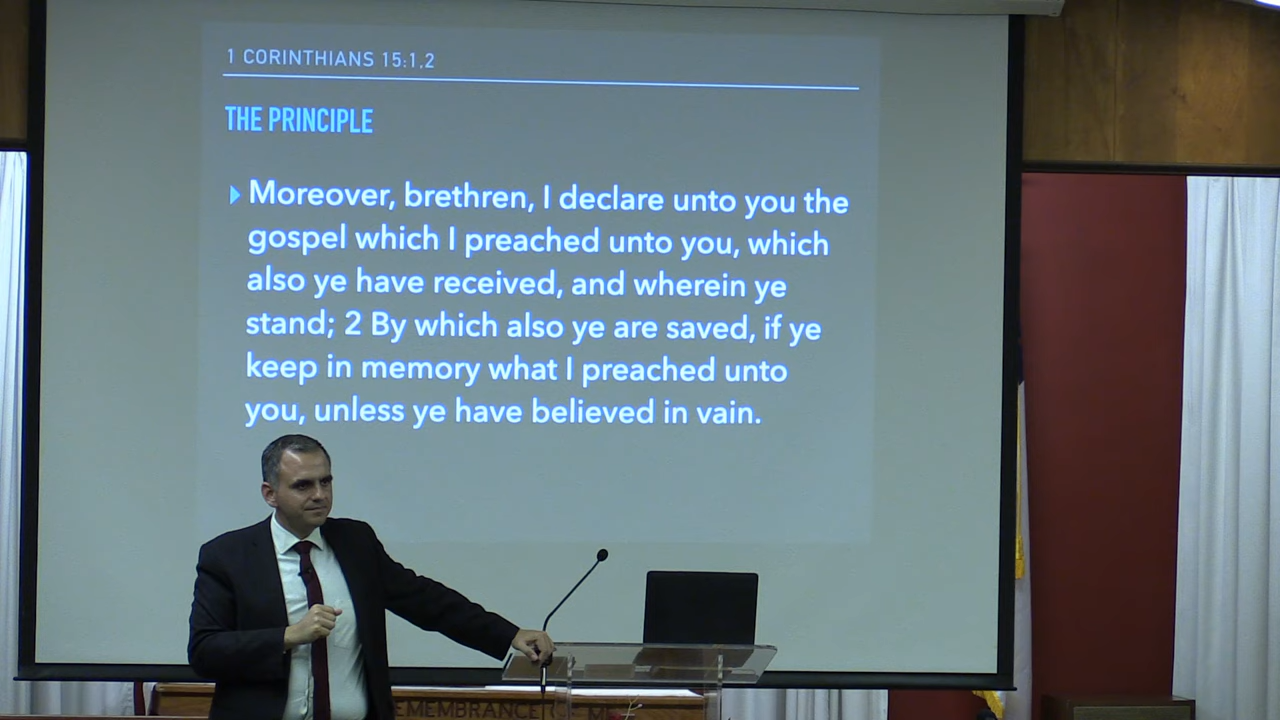 1 CORINTHIANS 15:1,2
THE PRINCIPLE
Moreover, brethren, I declare unto you the
gospel which I preached unto you, which
also ye have received, and wherein ye
stand; 2 By which also ye are saved, if ye
keep in memory what I preached unto
you, unless ye have believed in vain.